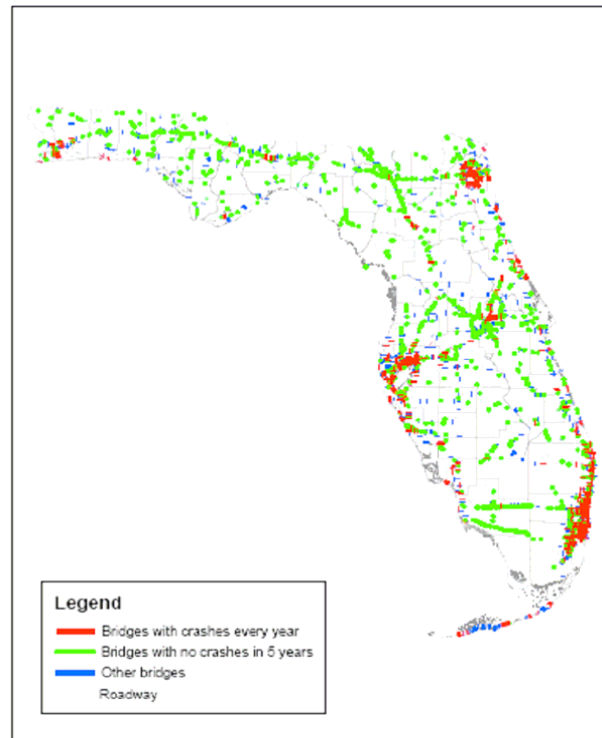 Legend
Bridges with crashes every year
Bridges with no crashes in 5 years
Other bridges
Roadway